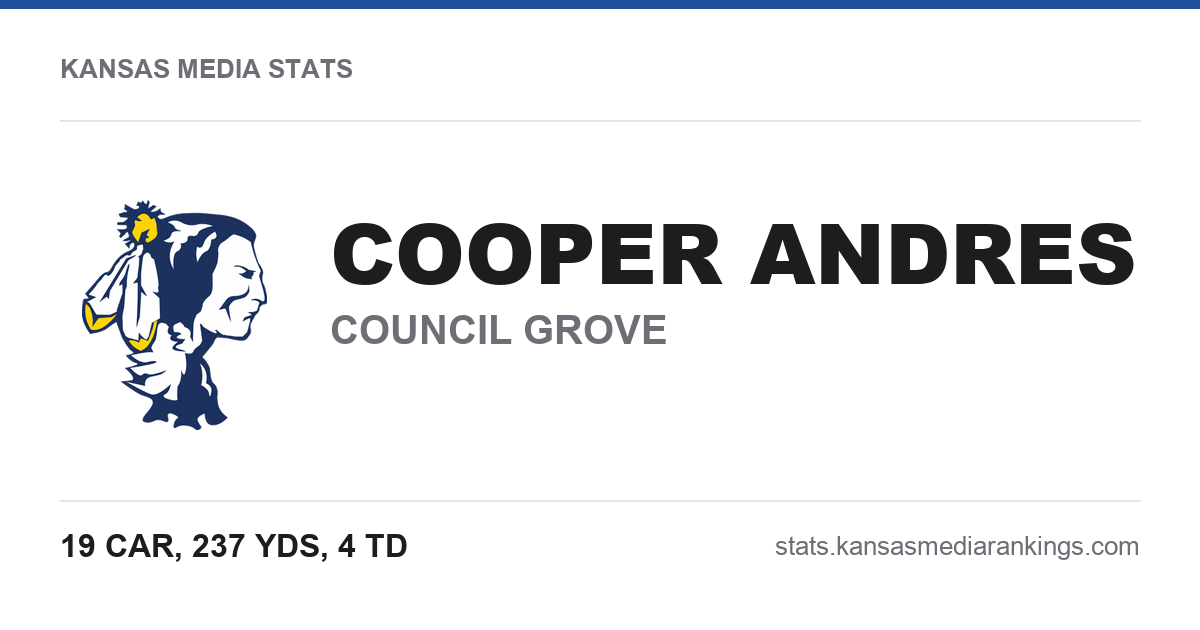 KANSAS MEDIA STATS
COOPER ANDRES
COUNCIL GROVE
19 CAR, 237 YDS, 4 TD
stats.kansasmediarankings.com